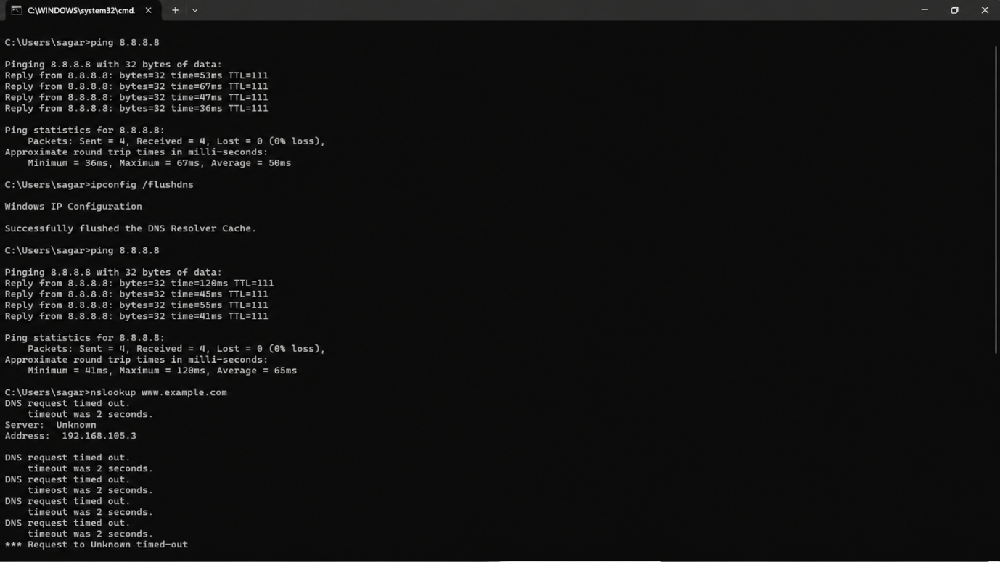 C:\WINDOWS\system32\cmd.
C:\Users\sagar>ping 8.8.8.8
Pinging 8.8.8.8 with 32 bytes of data:
Reply from 8.8.8.8: bytes=32 time=53ms TTL=111
Reply from 8.8.8.8: bytes=32 time=67ms TTL=111
Reply from 8.8.8.8: bytes=32 time=47ms TTL=111
Reply from 8.8.8.8: bytes=32 time=36ms TTL=111
Ping statistics for 8.8.8.8:
    Packets: Sent = 4, Received = 4, Lost = 0 (0% loss),
Approximate round trip times in milli-seconds:
    Minimum = 36ms, Maximum = 67ms, Average = 50ms
C:\Users\sagar>ipconfig /flushdns
Windows IP Configuration
Successfully flushed the DNS Resolver Cache.
C:\Users\sagar>ping 8.8.8.8
Pinging 8.8.8.8 with 32 bytes of data:
Reply from 8.8.8.8: bytes=32 time=120ms TTL=111
Reply from 8.8.8.8: bytes=32 time=45ms TTL=111
Reply from 8.8.8.8: bytes=32 time=55ms TTL=111
Reply from 8.8.8.8: bytes=32 time=41ms TTL=111
Ping statistics for 8.8.8.8:
    Packets: Sent = 4, Received = 4, Lost = 0 (0% loss),
Approximate round trip times in milli-seconds:
    Minimum = 41ms, Maximum = 120ms, Average = 65ms
C:\Users\sagar>nslookup www.example.com
DNS request timed out.
    timeout was 2 seconds.
Server:  Unknown
Address:  192.168.105.3
DNS request timed out.
    timeout was 2 seconds.
DNS request timed out.
    timeost was 2 seconds.
DNS request timed out.
    timeout was 2 seconds.
DNS request timed out.
    timeout was 2 seconds.
*** Request to Unknown timed-out